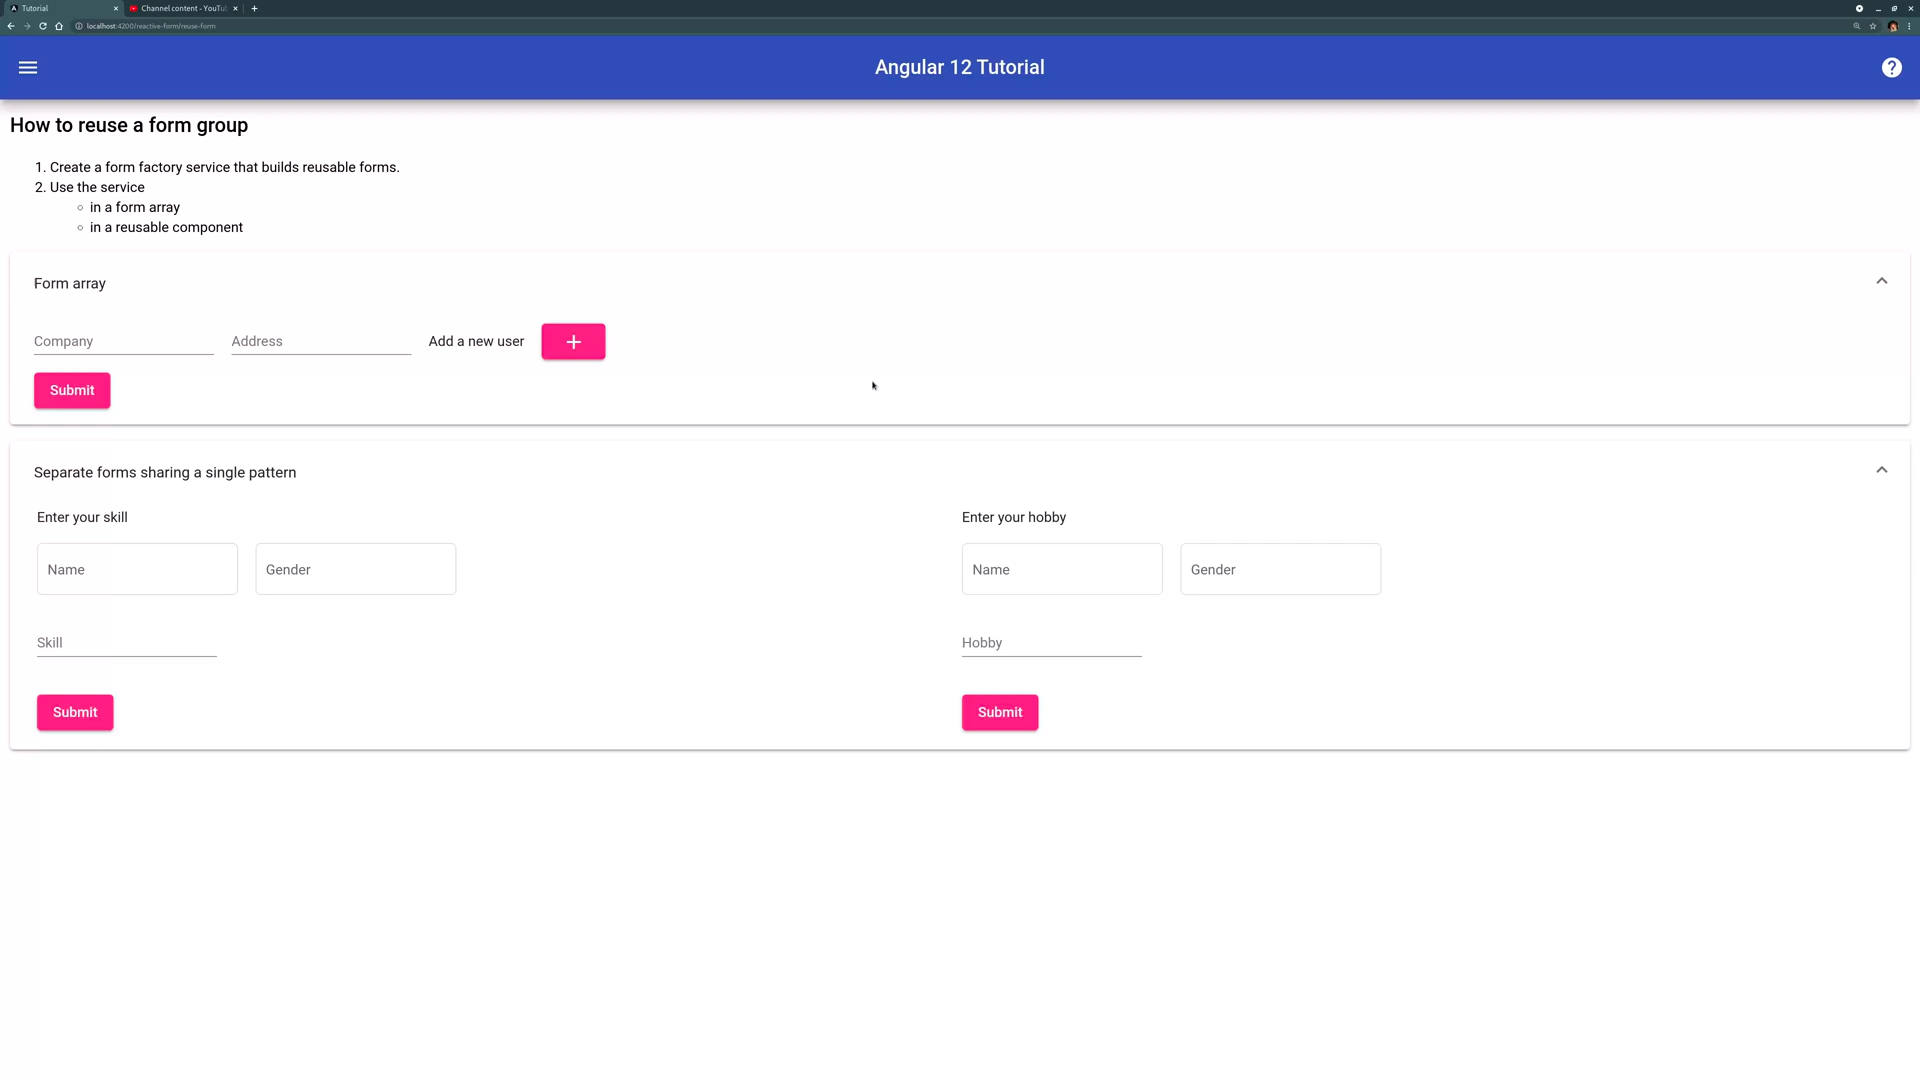 Tutorial
Channel content - YouTu
localhost:4200/reactive-form/reuse-form
Angular 12 Tutorial
How to reuse a form group
1. Create a form factory service that builds reusable forms.
2. Use the service
in a form array
in a reusable component
Form array
Company Address Add a new user
Submit
Separate forms sharing a single pattern
Enter your skill Enter your hobby
Name Gender Name Gender
Skill Hobby
Submit Submit